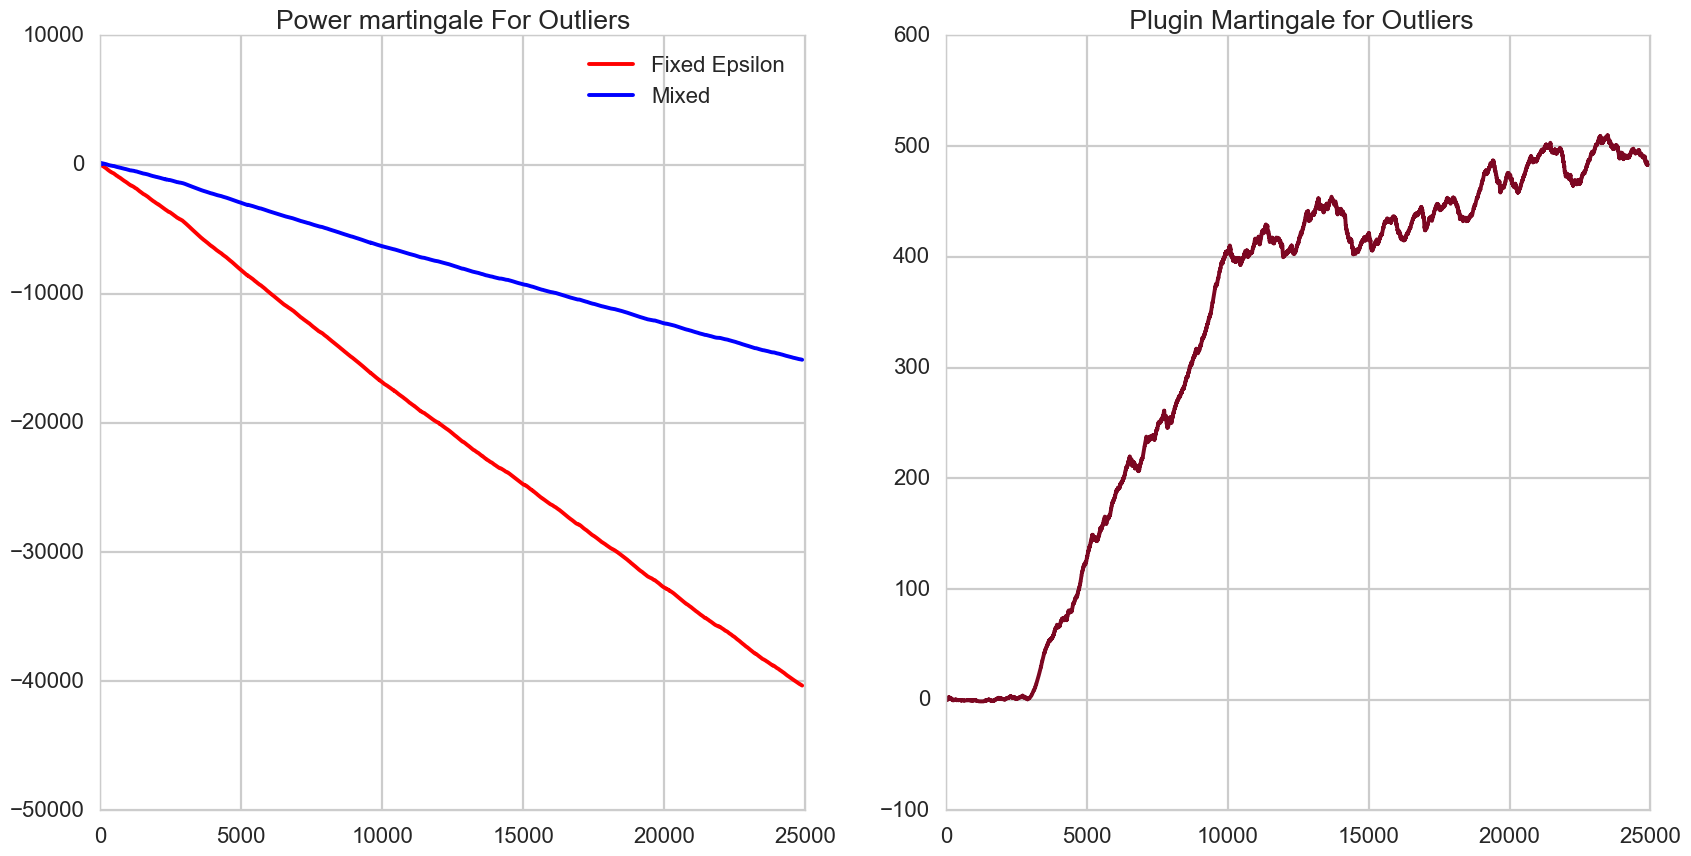 Power martingale For Outliers
10000
0
−10000
−20000
−30000
−40000
−50000
0 5000 10000 15000 20000 25000
Fixed Epsilon
Mixed
Plugin Martingale for Outliers
600
500
400
300
200
100
0
−100
0 5000 10000 15000 20000 25000